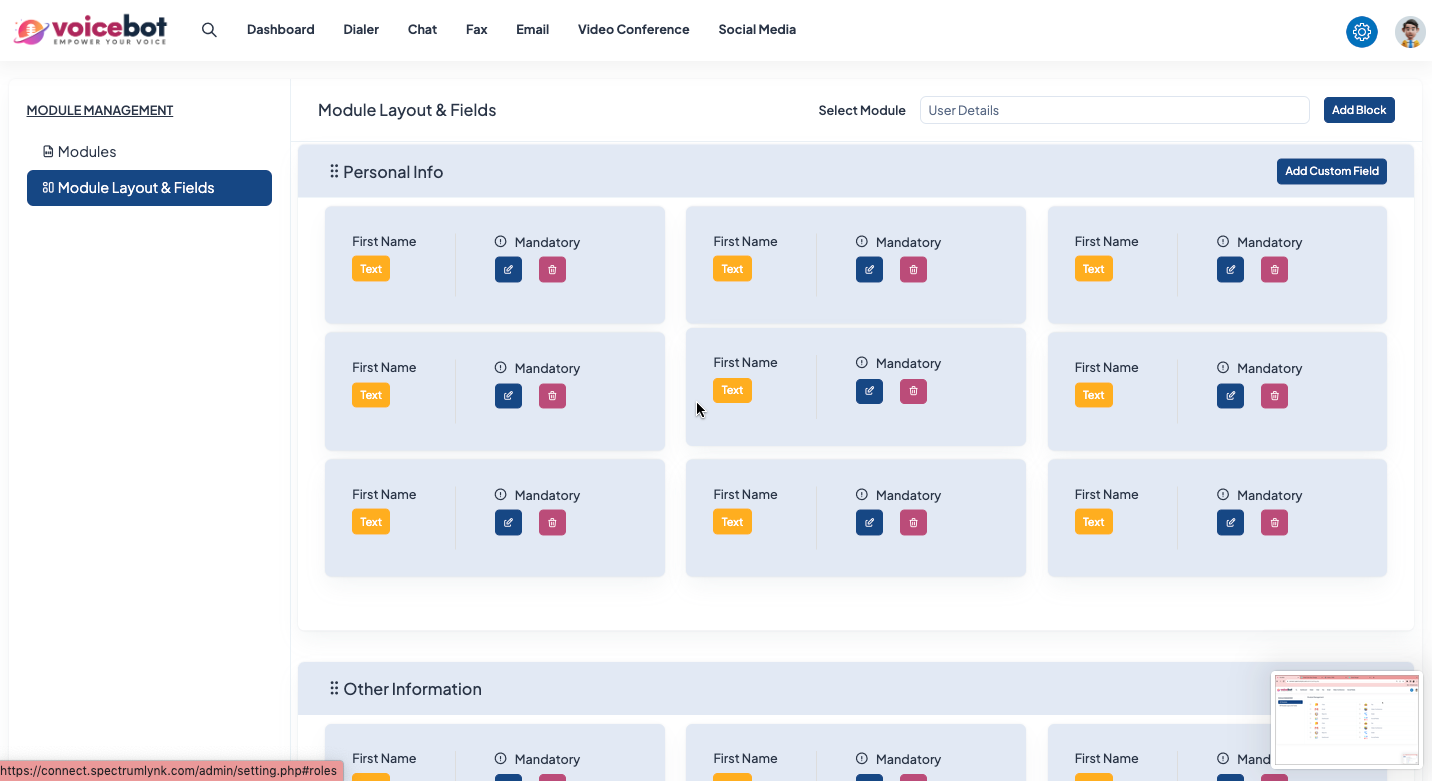 voicebot
EMPOWER YOUR VOICE
Dashboard Dialer Chat Fax Email Video Conference Social Media
MODULE MANAGEMENT
Modules
Module Layout & Fields
Module Layout & Fields Select Module User Details Add Block
Personal Info Add Custom Field
First Name Mandatory First Name Mandatory First Name Mandatory
Text Text Text
First Name Mandatory First Name Mandatory First Name Mandatory
Text Text Text
First Name Mandatory First Name Mandatory First Name Mandatory
Text Text Text
Other Information
First Name Mandatory First Name Mandatory First Name
https://connect.spectrumlynk.com/admin/setting.php#roles
voicebot